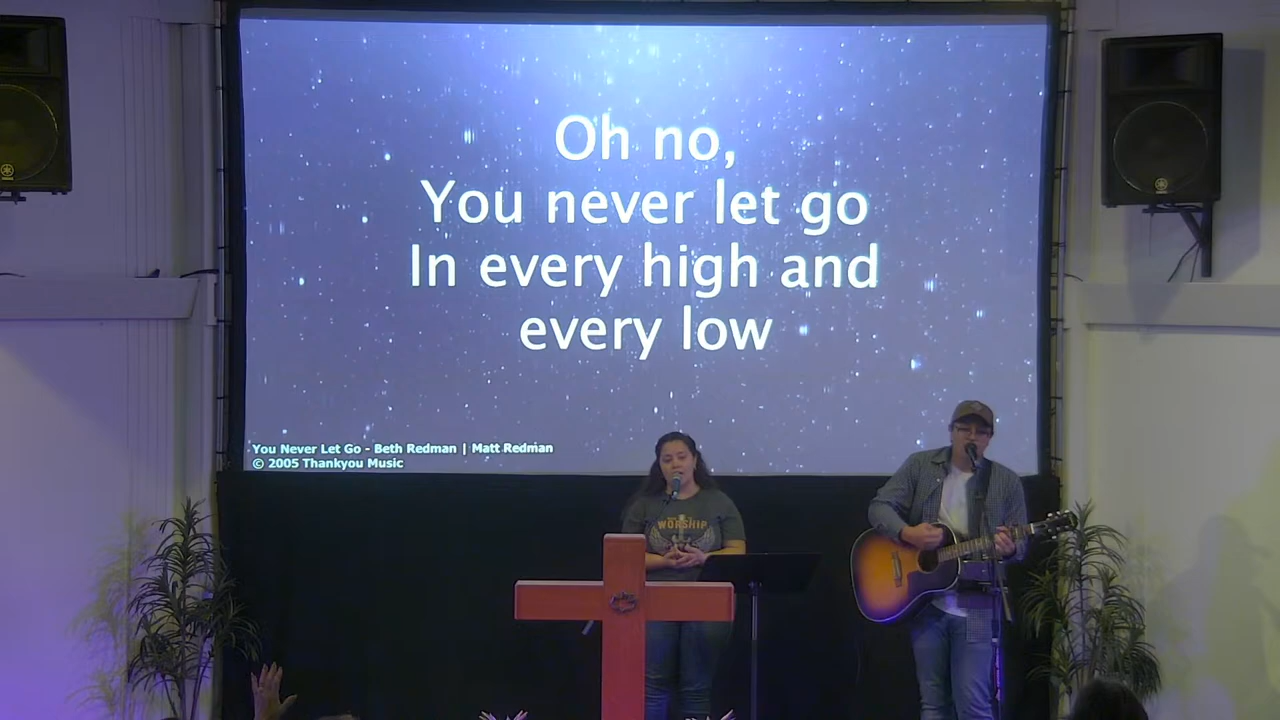 Oh no,
You never let go
In every high and
every low
You Never Let Go - Beth Redman | Matt Redman
© 2005 Thankyou Music
WORSHIP